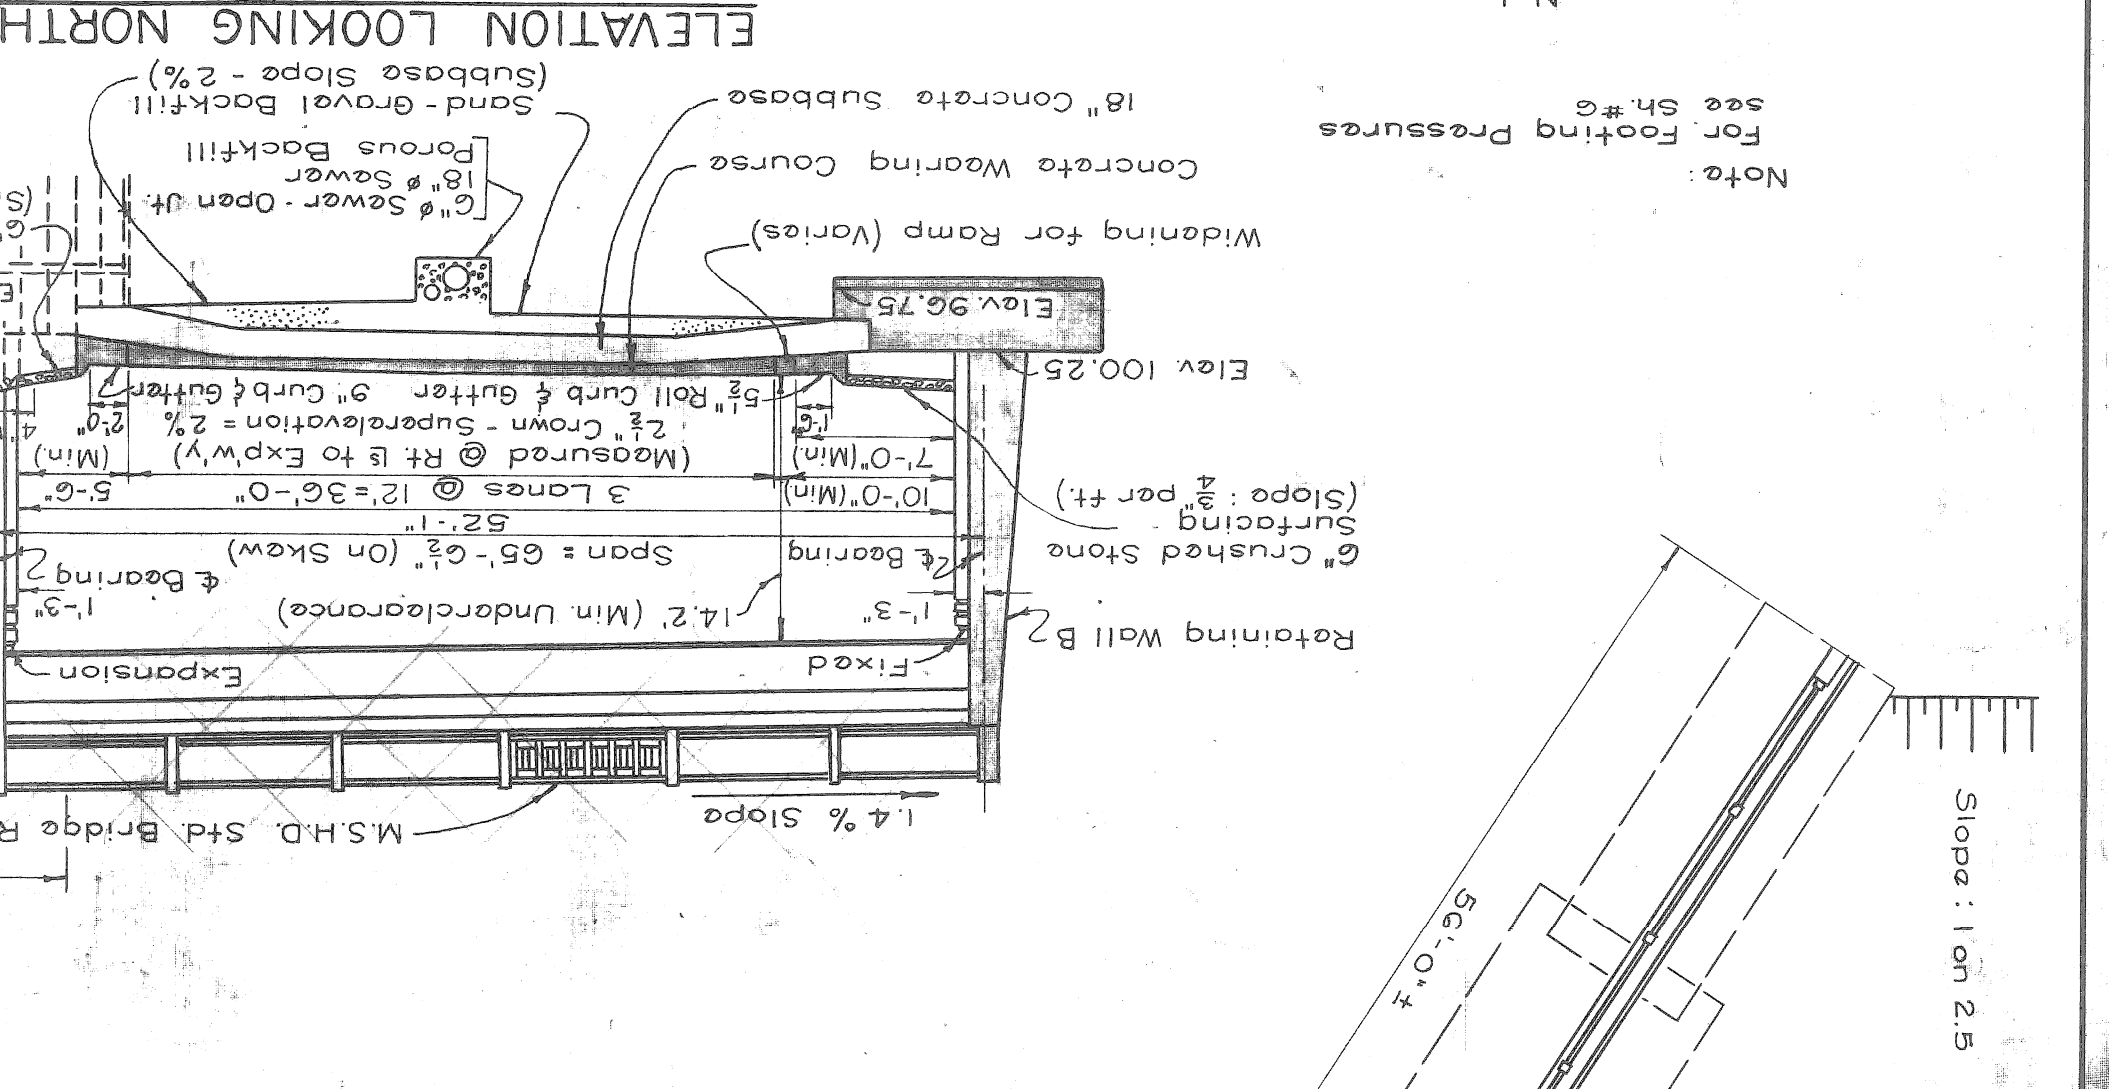 Slope: 1 on 2.5
56'-0" ±
1.4 % Slope
M.S.H.D. Std. Bridge R
Retaining Wall B
Fixed
Expansion
1'-3"
14.2' (Min. Underclearance)
1'-3"
℄ Bearing
Span = 65'-6½" (On Skew)
℄ Bearing
6" Crushed Stone
Surfacing
(Slope: ¾" per ft.)
52'-1"
10'-0" (Min.)
3 Lanes @ 12'=36'-0"
5'-6"
7'-0" (Min.)
(Measured @ Rt. ∠s to Exp'w'y)
(Min.)
1'-6"
2½" Crown - Superelevation = 2%
2'-0"
4"
5½" Roll Curb & Gutter
9" Curb & Gutter
Elev. 100.25
Elev. 96.75
Widening for Ramp (Varies)
6"ø Sewer - Open Jt.
18"ø Sewer
Porous Backfill
Note:
For Footing Pressures
see Sh.#6
Concrete Wearing Course
18" Concrete Subbase
Sand-Gravel Backfill
(Subbase Slope - 2%)
6"
(S
E
ELEVATION LOOKING NORTH